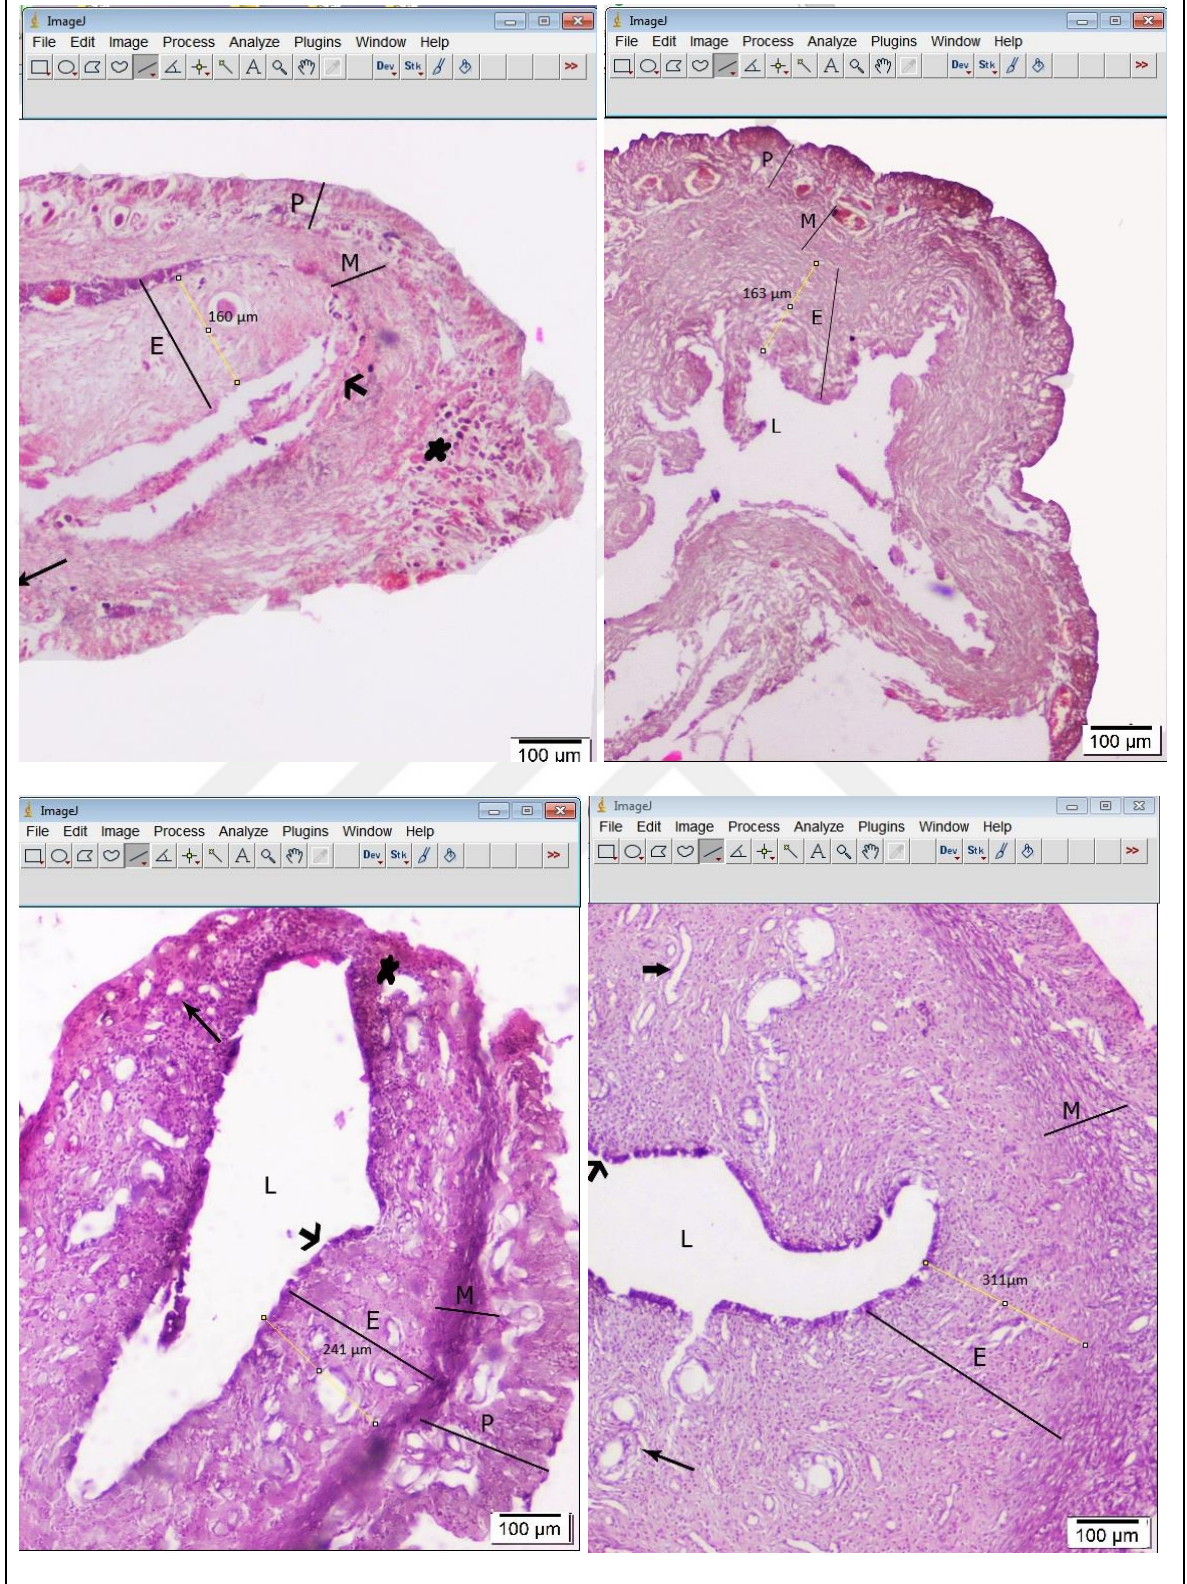 ImageJ
File Edit Image Process Analyze Plugins Window Help
A Dev Stk >>
P
M
160 µm
E
100 µm
ImageJ
File Edit Image Process Analyze Plugins Window Help
A Dev Stk >>
P
M
163 µm
E
L
100 µm
ImageJ
File Edit Image Process Analyze Plugins Window Help
A Dev Stk >>
L
M
E
241 µm
P
100 µm
ImageJ
File Edit Image Process Analyze Plugins Window Help
A Dev Stk >>
M
L
311µm
E
100 µm